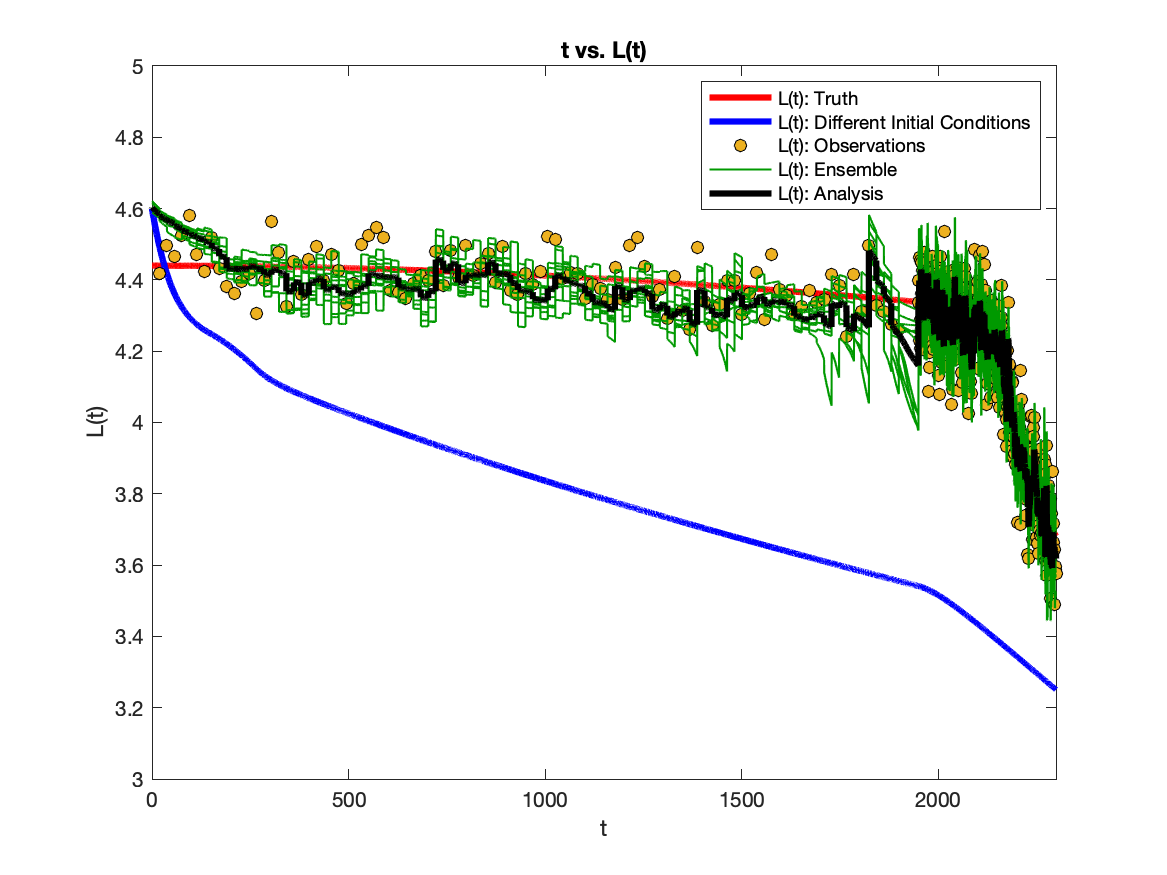 t vs. L(t)
5
4.8
4.6
4.4
4.2
4
3.8
3.6
3.4
3.2
3
L(t)
L(t): Truth
L(t): Different Initial Conditions
L(t): Observations
L(t): Ensemble
L(t): Analysis
0 500 1000 1500 2000
t